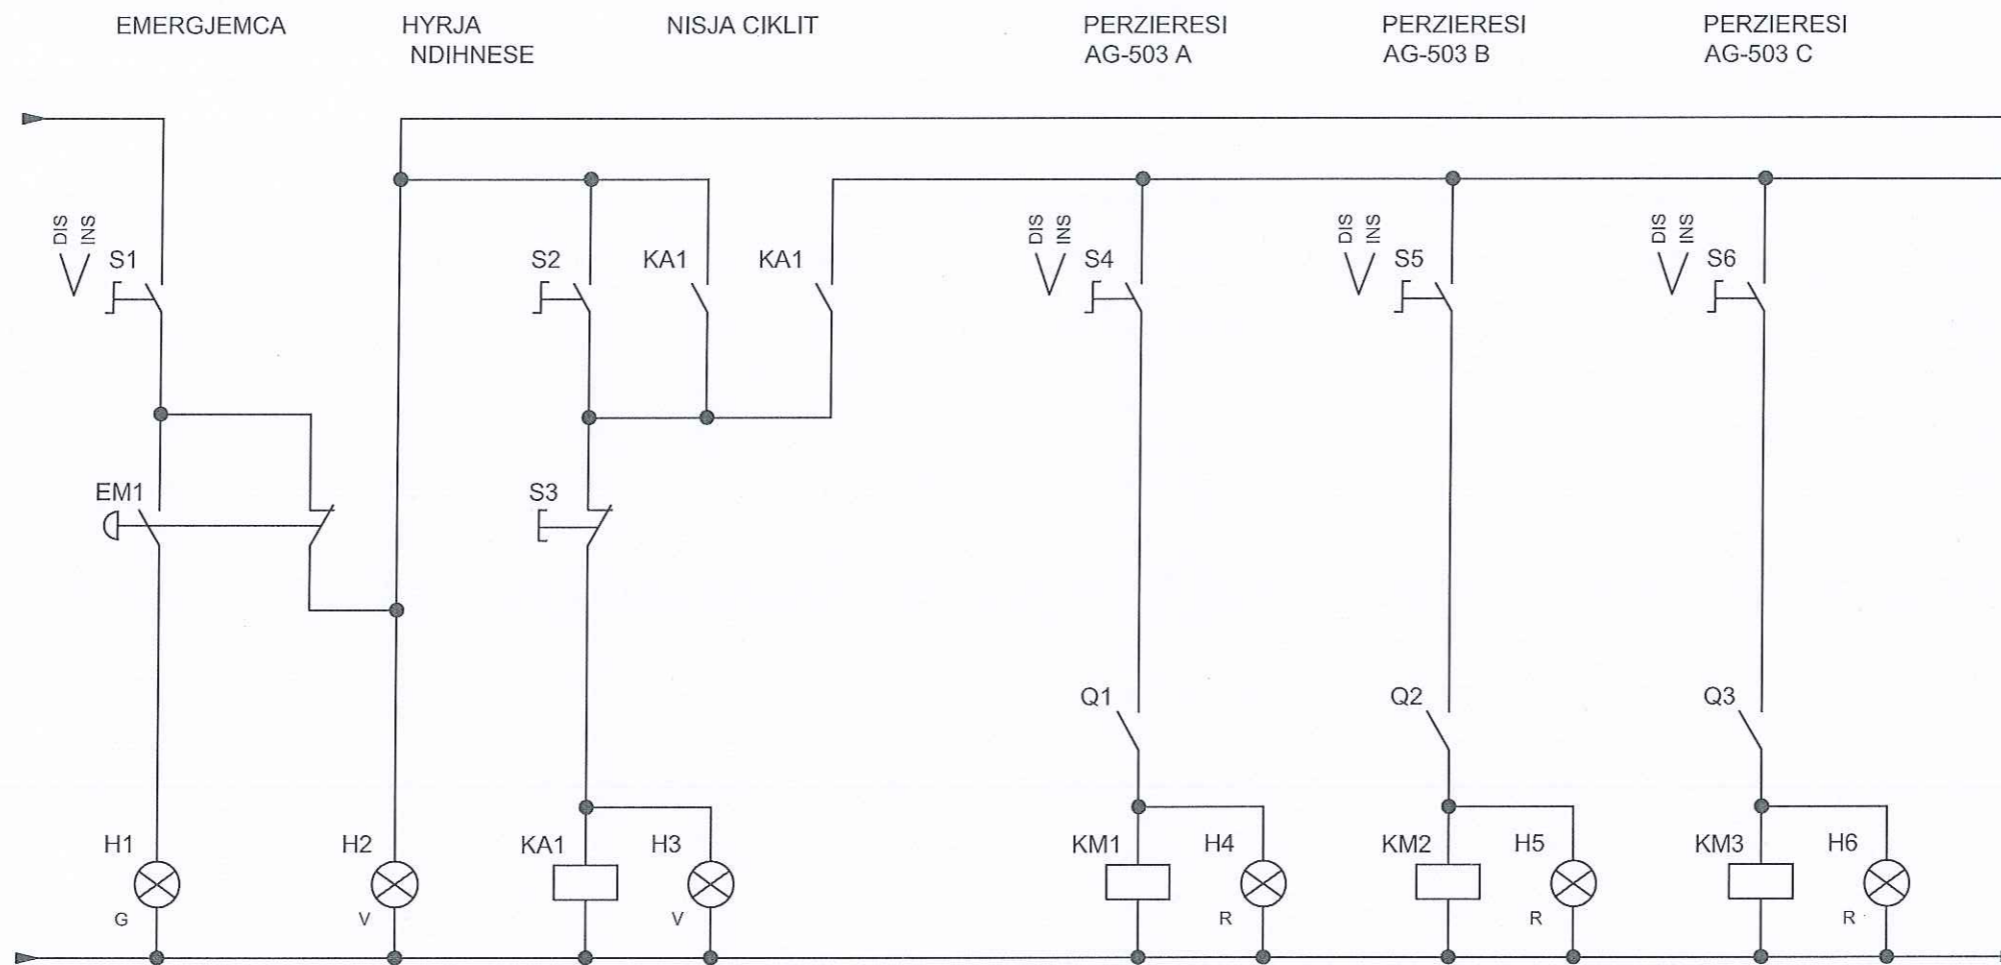 EMERGJEMCA
HYRJA
NDIHNESE
NISJA CIKLIT
PERZIERESI
AG-503 A
PERZIERESI
AG-503 B
PERZIERESI
AG-503 C
DIS
INS
S1
S2
KA1
KA1
DIS
INS
S4
DIS
INS
S5
DIS
INS
S6
EM1
S3
Q1
Q2
Q3
H1
H2
KA1
H3
KM1
H4
KM2
H5
KM3
H6
G
V
V
R
R
R